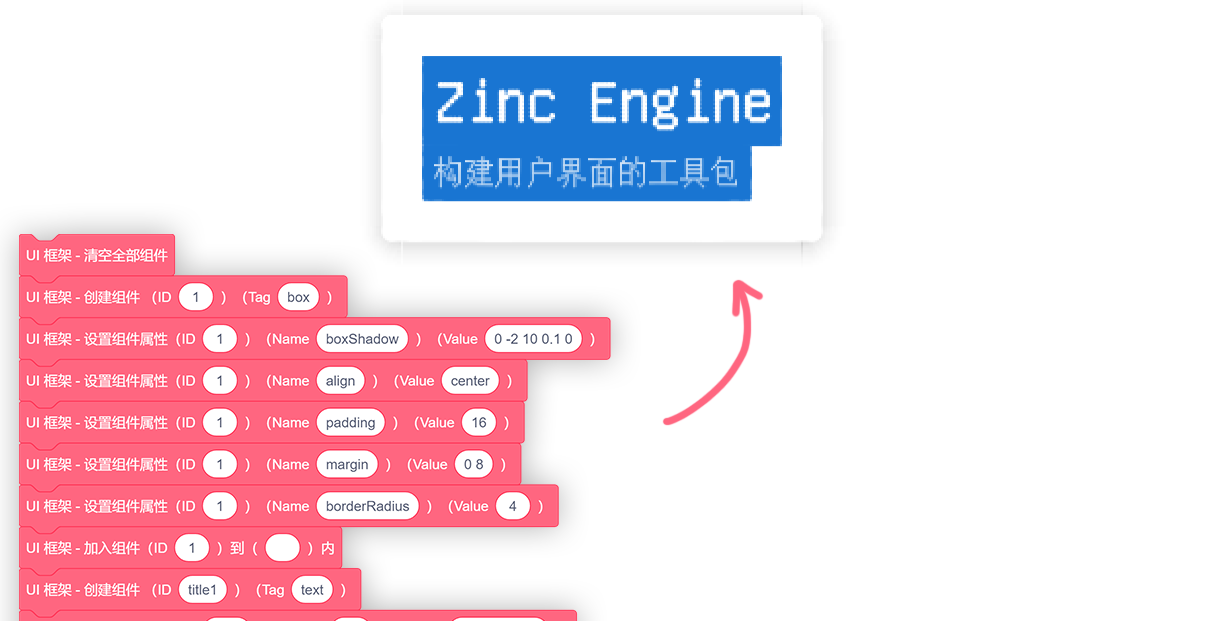 Zinc Engine
构建用户界面的工具包
UI 框架 - 清空全部组件
UI 框架 - 创建组件 （ID 1 ） （Tag box ）
UI 框架 - 设置组件属性（ID 1 ） （Name boxShadow ） （Value 0 -2 10 0.1 0 ）
UI 框架 - 设置组件属性（ID 1 ） （Name align ） （Value center ）
UI 框架 - 设置组件属性（ID 1 ） （Name padding ） （Value 16 ）
UI 框架 - 设置组件属性（ID 1 ） （Name margin ） （Value 0 8 ）
UI 框架 - 设置组件属性（ID 1 ） （Name borderRadius ） （Value 4 ）
UI 框架 - 加入组件（ID 1 ）到（ ）内
UI 框架 - 创建组件 （ID title1 ） （Tag text ）